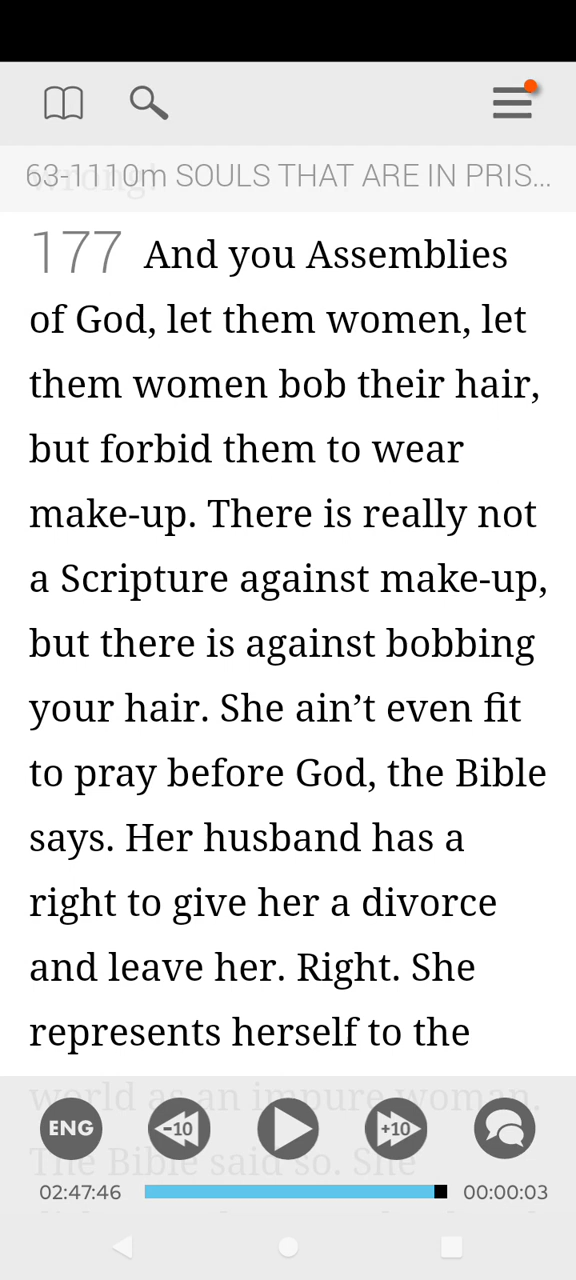 63-1110m SOULS THAT ARE IN PRIS...
177 And you Assemblies
of God, let them women, let
them women bob their hair,
but forbid them to wear
make-up. There is really not
a Scripture against make-up,
but there is against bobbing
your hair. She ain’t even fit
to pray before God, the Bible
says. Her husband has a
right to give her a divorce
and leave her. Right. She
represents herself to the
world as an impure woman.
ENG -10 +10
The Bible said so. She
02:47:46 00:00:03